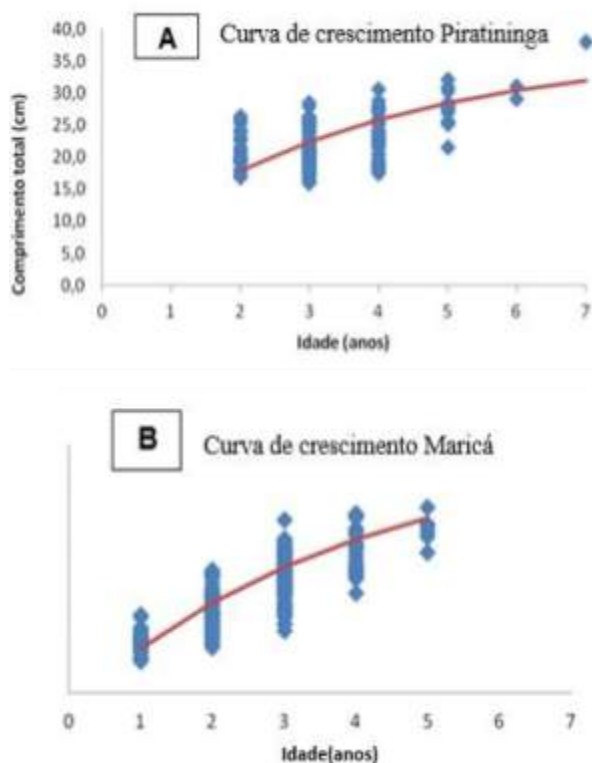 A Curva de crescimento Piratininga
Comprimento total (cm)
40,0
35,0
30,0
25,0
20,0
15,0
10,0
5,0
0,0
0 1 2 3 4 5 6 7
Idade (anos)
B Curva de crescimento Maricá
0 1 2 3 4 5 6 7
Idade(anos)